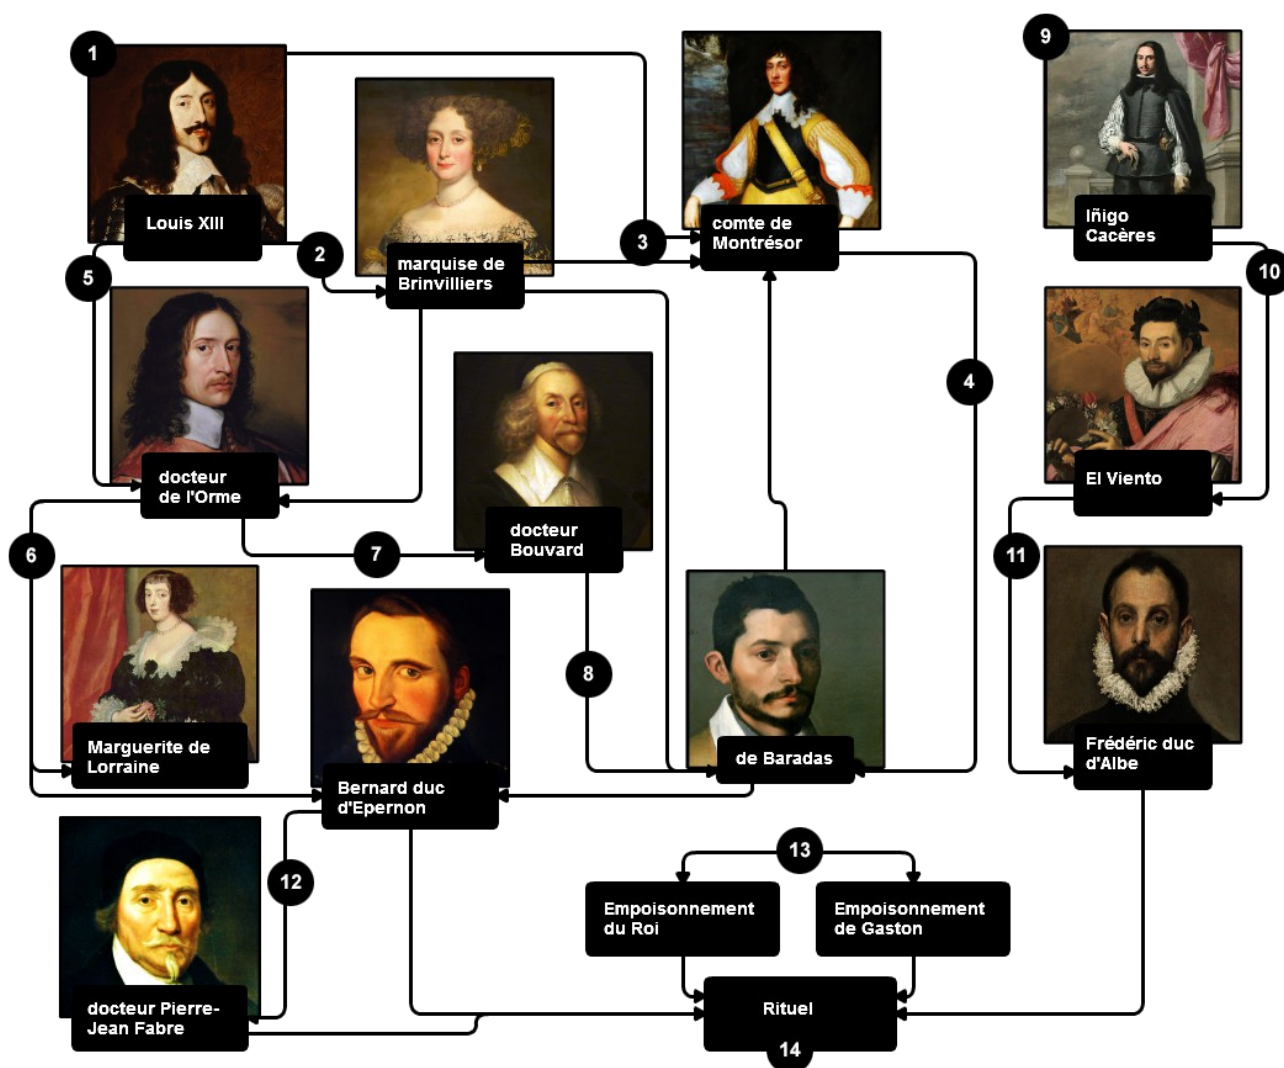 1
Louis XIII
2
marquise de
Brinvilliers
3
comte de
Montrésor
4
5
docteur
de l'Orme
6
7
docteur
Bouvard
8
Marguerite de
Lorraine
Bernard duc
d'Epernon
de Baradas
9
Iñigo
Cacères
10
El Viento
11
Frédéric duc
d'Albe
12
docteur Pierre-
Jean Fabre
13
Empoisonnement
du Roi
Empoisonnement
de Gaston
Rituel
14